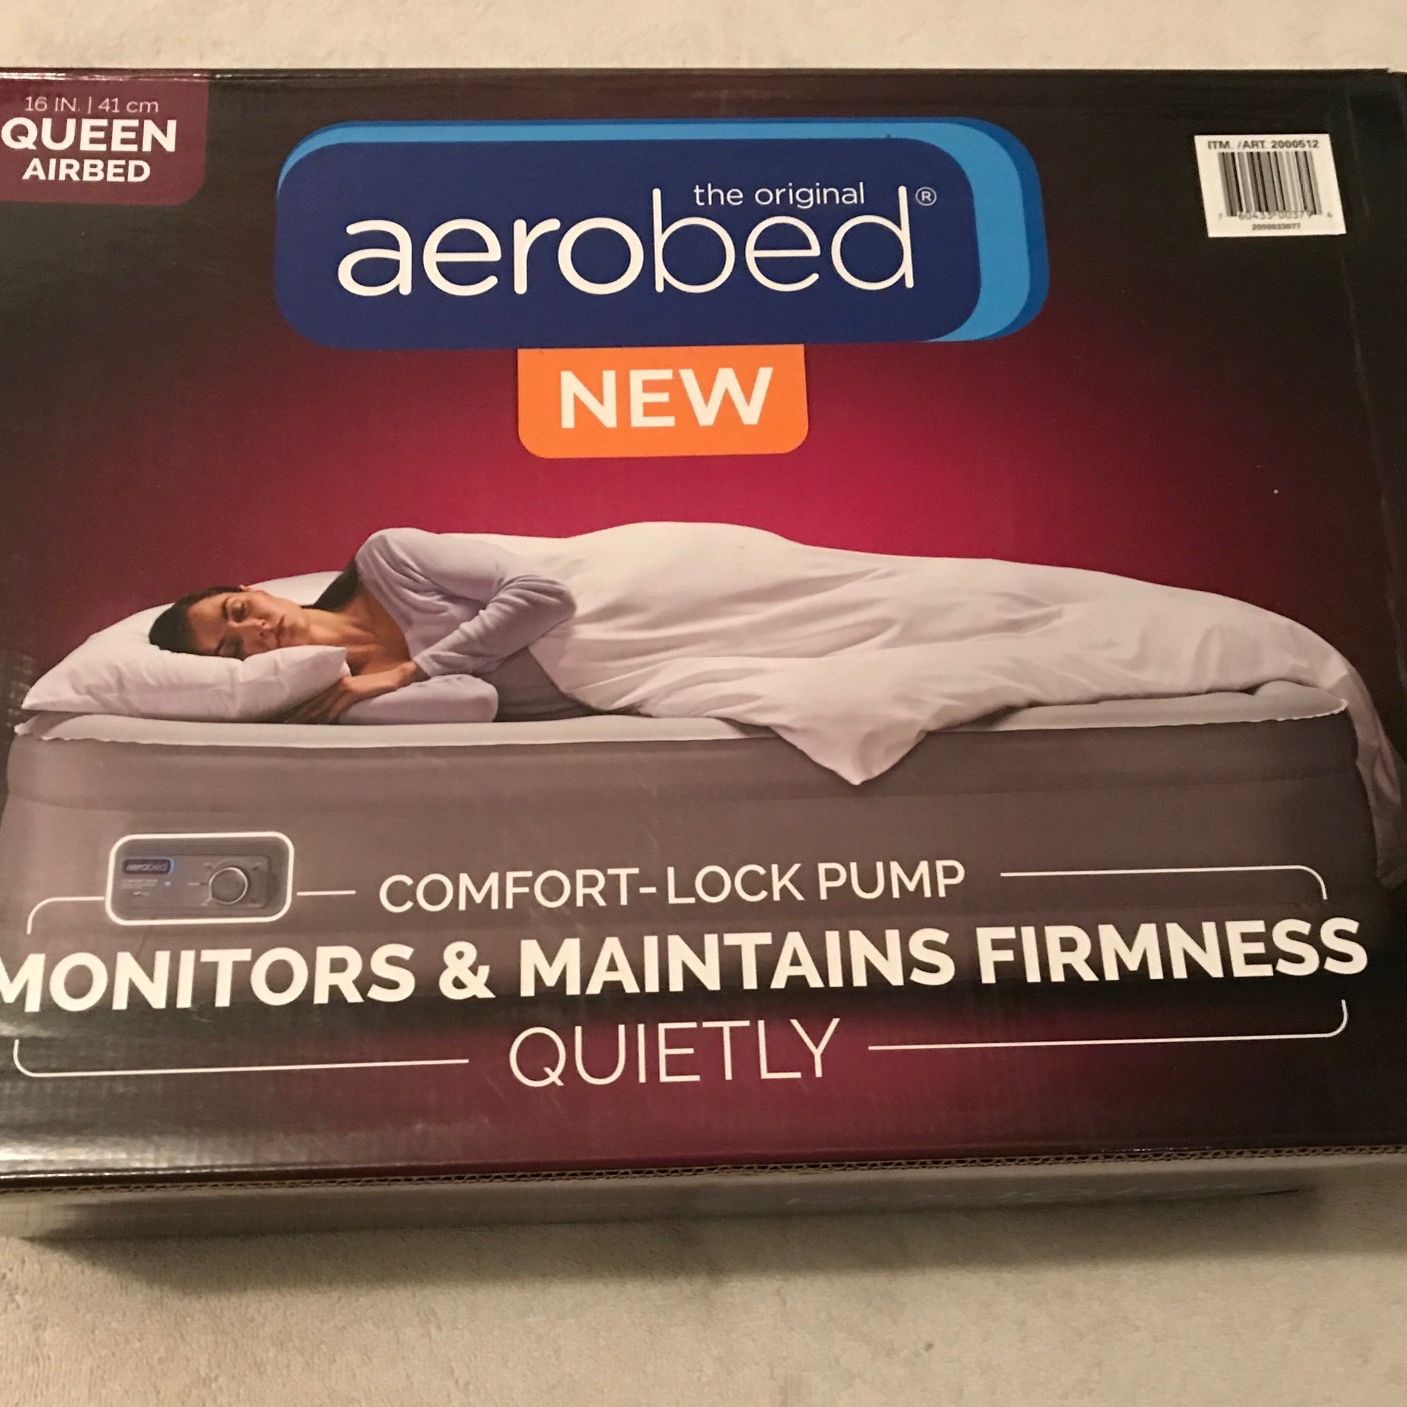 16 IN. | 41 cm
QUEEN
AIRBED
the original
aerobed®
NEW
ITM. /ART. 2000512
aerobed
COMFORT-LOCK PUMP
MONITORS & MAINTAINS FIRMNESS
QUIETLY